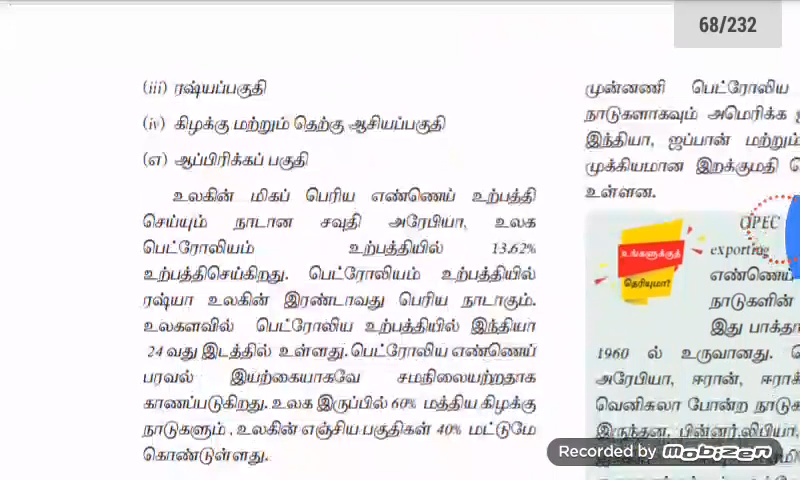 68/232
(iii) ரஷ்யப்பகுதி
(iv) கிழக்கு மற்றும் தெற்கு ஆசியப்பகுதி
(எ) ஆப்பிரிக்கப் பகுதி
உலகின் மிகப் பெரிய எண்ணெய் உற்பத்தி
செய்யும் நாடான சவுதி அரேபியா, உலக
பெட்ரோலியம் உற்பத்தியில் 13.62%
உற்பத்திசெய்கிறது. பெட்ரோலியம் உற்பத்தியில்
ரஷ்யா உலகின் இரண்டாவது பெரிய நாடாகும்.
உலகளவில் பெட்ரோலிய உற்பத்தியில் இந்தியா
24 வது இடத்தில் உள்ளது. பெட்ரோலிய எண்ணெய்
பரவல் இயற்கையாகவே சமநிலையற்றதாக
காணப்படுகிறது. உலக இருப்பில் 60% மத்திய கிழக்கு
நாடுகளும் , உலகின் எஞ்சிய பகுதிகள் 40% மட்டுமே
கொண்டுள்ளது.
முன்னணி பெட்ரோலிய
நாடுகளாகவும் அமெரிக்க
இந்தியா, ஜப்பான் மற்றும்
முக்கியமான இறக்குமதி
உள்ளன.
உங்களுக்குத்
தெரியுமா?
OPEC
exporting
எண்ணெய்
நாடுகளின்
இது
1960 ல் உருவானது.
அரேபியா, ஈரான், ஈராக்
வெனிசுலா போன்ற நாடு
இருந்தன. பின்னர்,லிபியா,
Recorded by mobizen